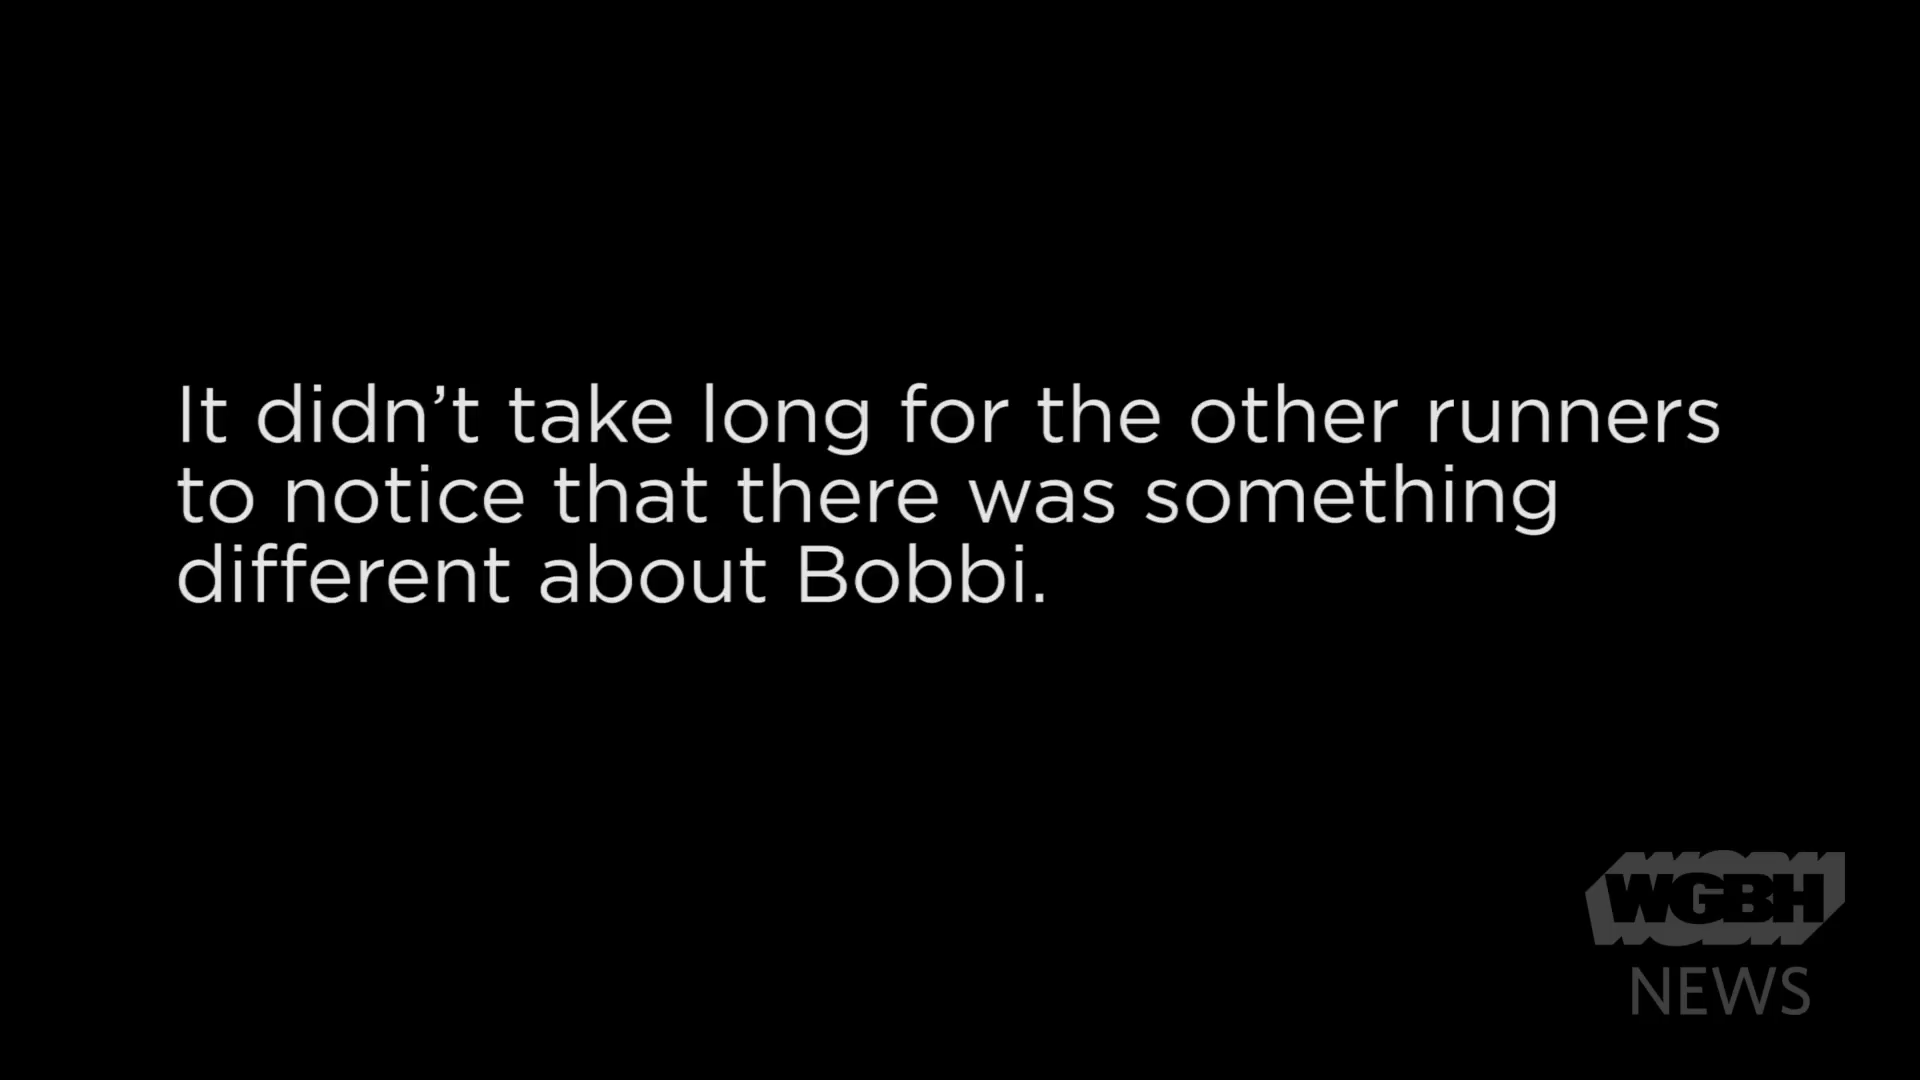 It didn’t take long for the other runners
to notice that there was something
different about Bobbi.
WGBH
NEWS